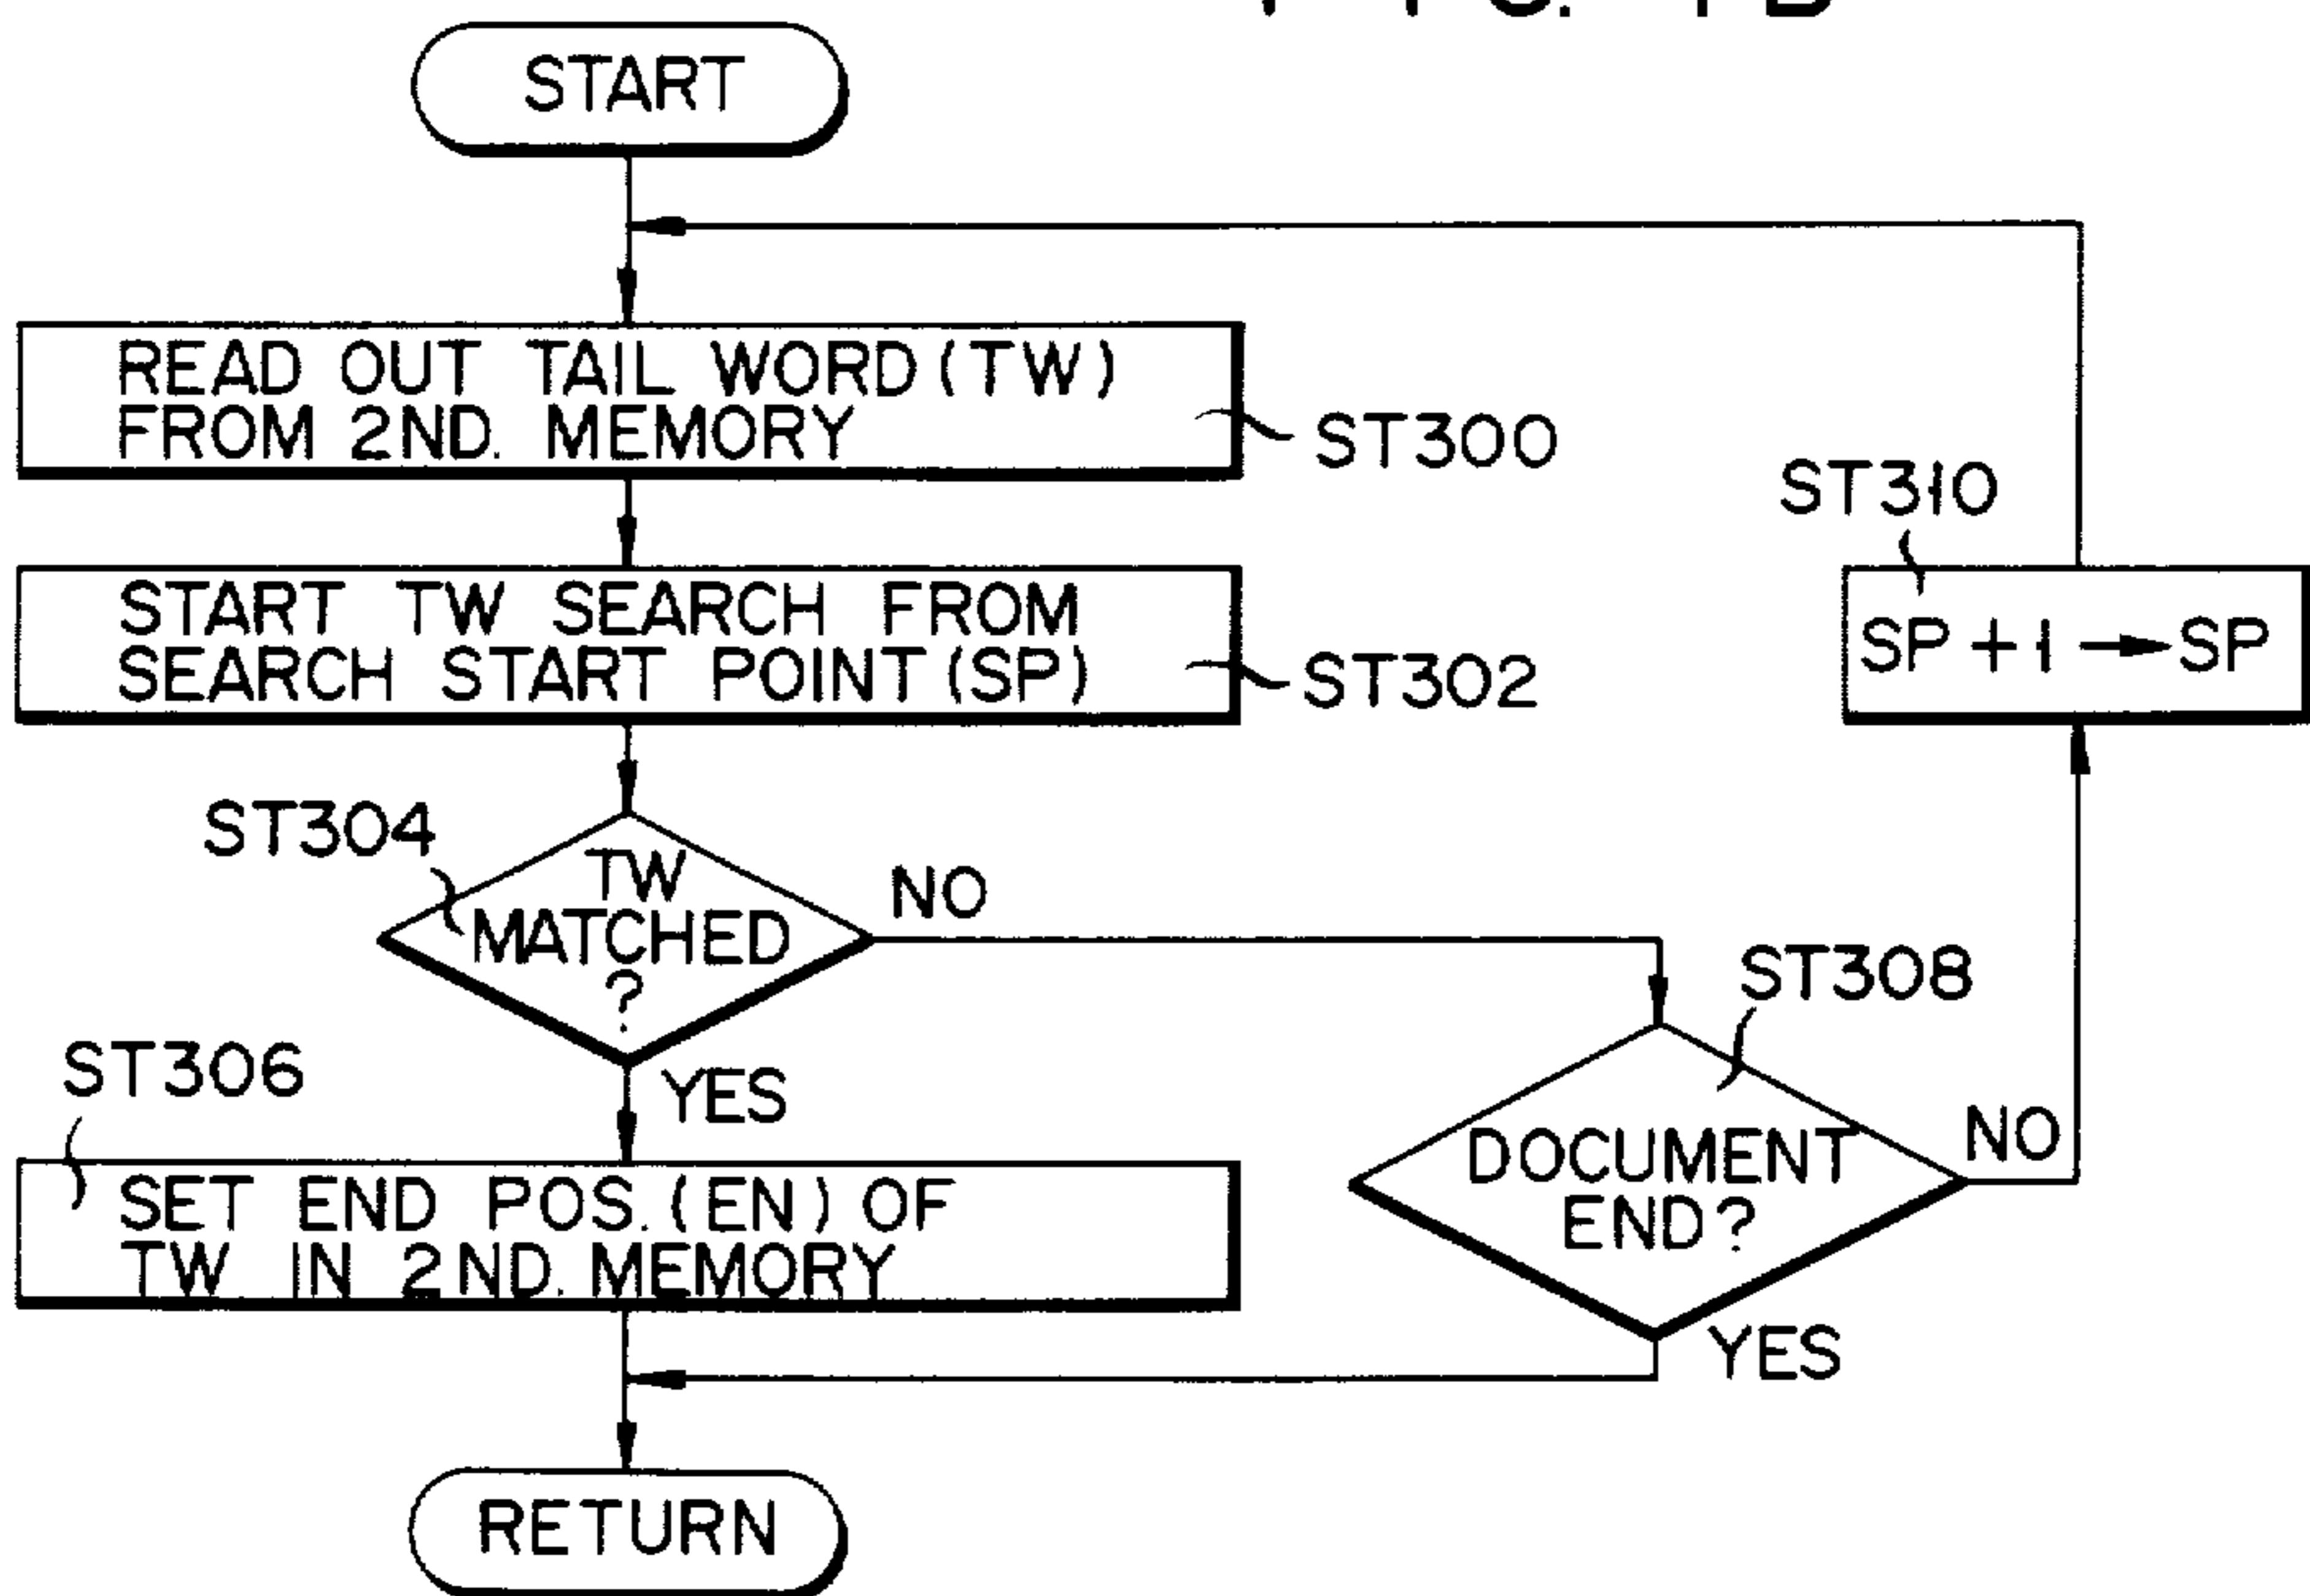 START
READ OUT TAIL WORD (TW)
FROM 2ND. MEMORY
ST300
ST310
START TW SEARCH FROM
SEARCH START POINT (SP)
ST302
SP + 1 → SP
ST304
TW
MATCHED
?
NO
ST308
YES
ST306
DOCUMENT
END?
NO
SET END POS. (EN) OF
TW IN 2ND. MEMORY
YES
RETURN